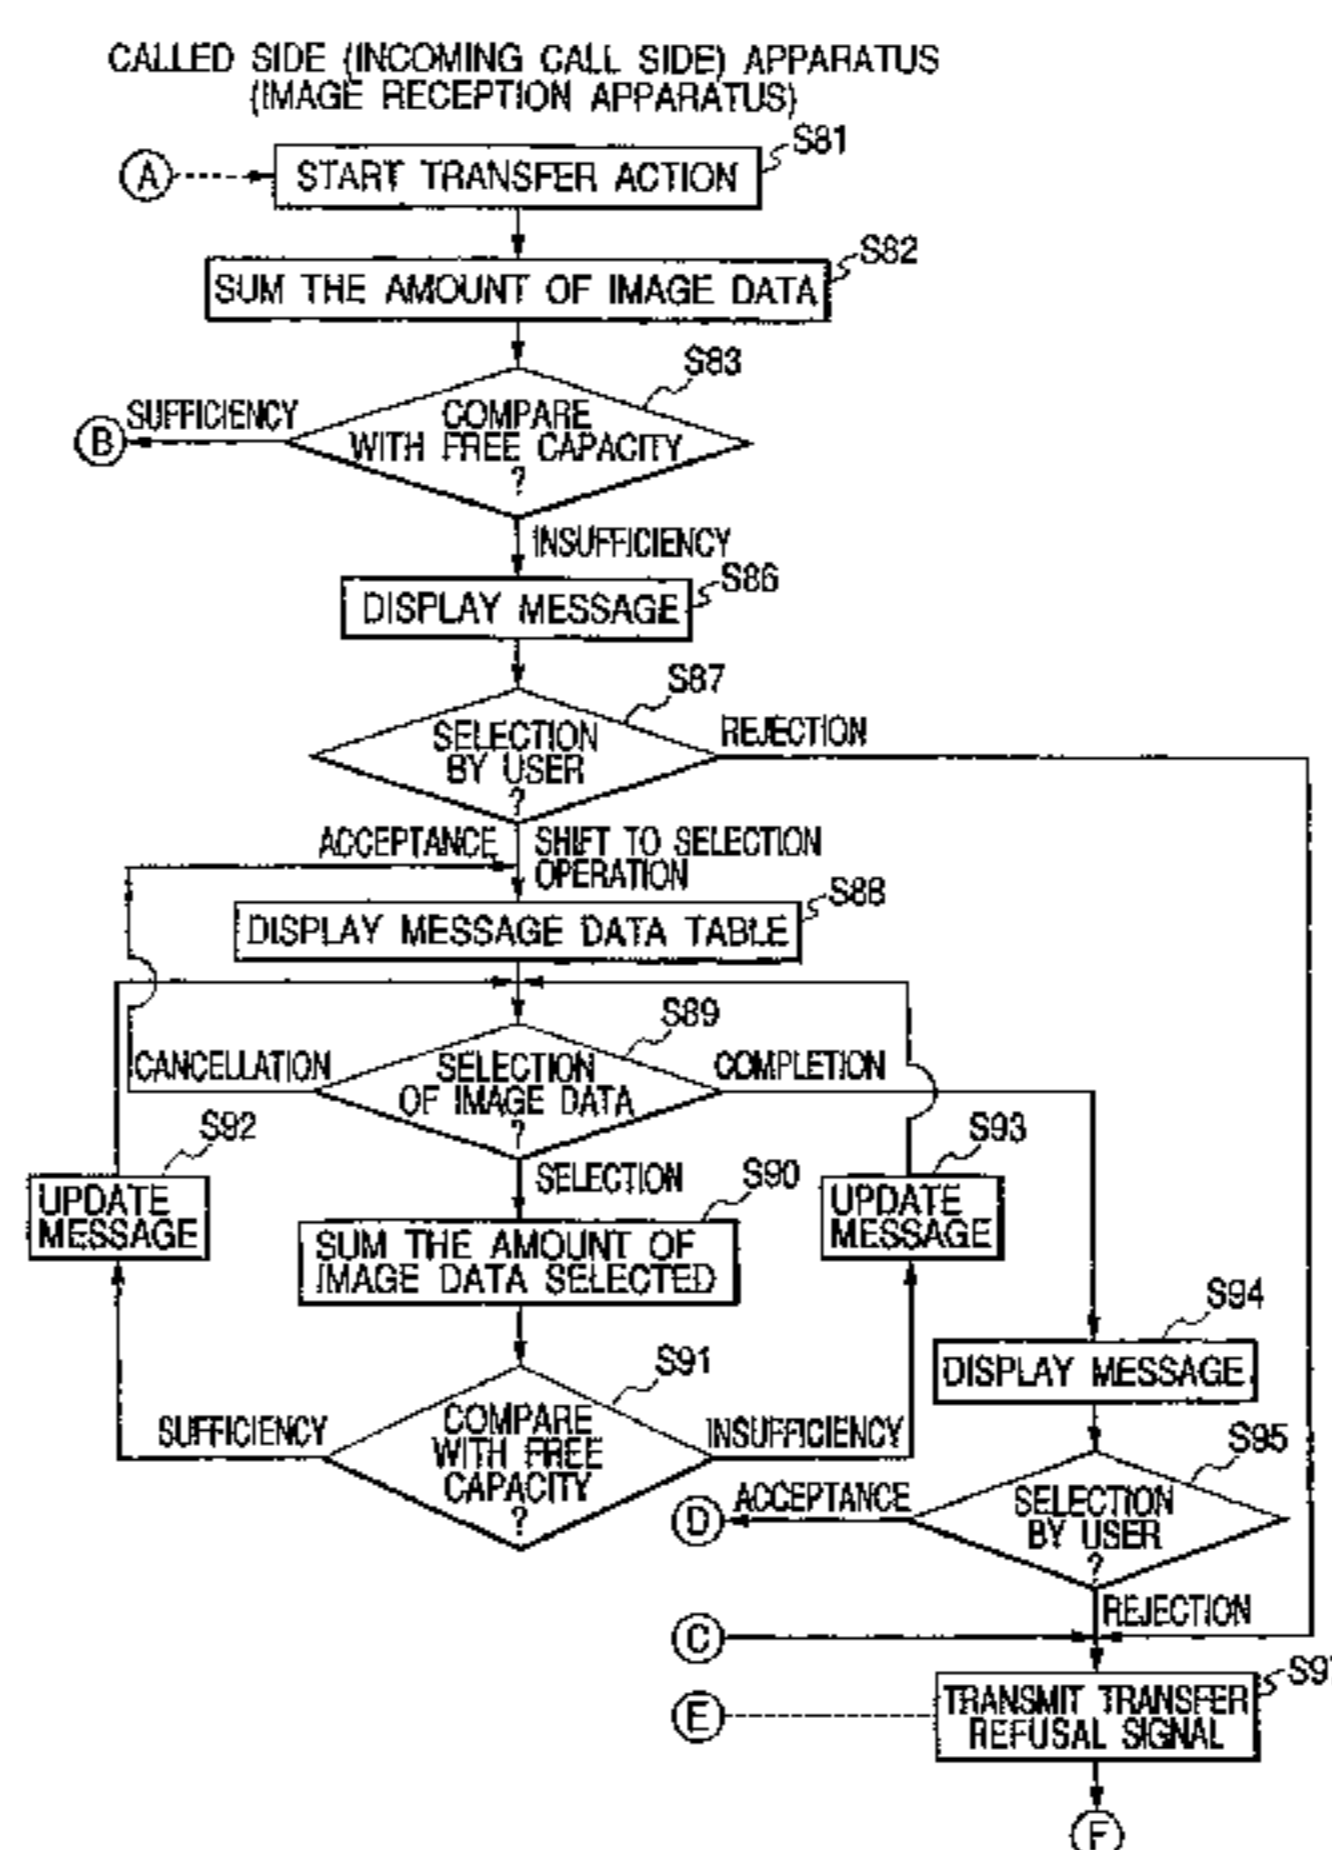 CALLED SIDE (INCOMING CALL SIDE) APPARATUS
(IMAGE RECEPTION APPARATUS)
S81
A
START TRANSFER ACTION
S82
SUM THE AMOUNT OF IMAGE DATA
S83
SUFFICIENCY
B
COMPARE
WITH FREE CAPACITY
?
INSUFFICIENCY
S86
DISPLAY MESSAGE
S87
REJECTION
SELECTION
BY USER
?
ACCEPTANCE
SHIFT TO SELECTION
OPERATION
S88
DISPLAY MESSAGE DATA TABLE
S89
CANCELLATION
SELECTION
OF IMAGE DATA
?
COMPLETION
S92
UPDATE
MESSAGE
SELECTION
S90
SUM THE AMOUNT OF
IMAGE DATA SELECTED
S93
UPDATE
MESSAGE
S94
DISPLAY MESSAGE
S91
SUFFICIENCY
COMPARE
WITH FREE
CAPACITY
?
INSUFFICIENCY
S95
ACCEPTANCE
D
SELECTION
BY USER
?
REJECTION
C
E
TRANSMIT TRANSFER
REFUSAL SIGNAL
F